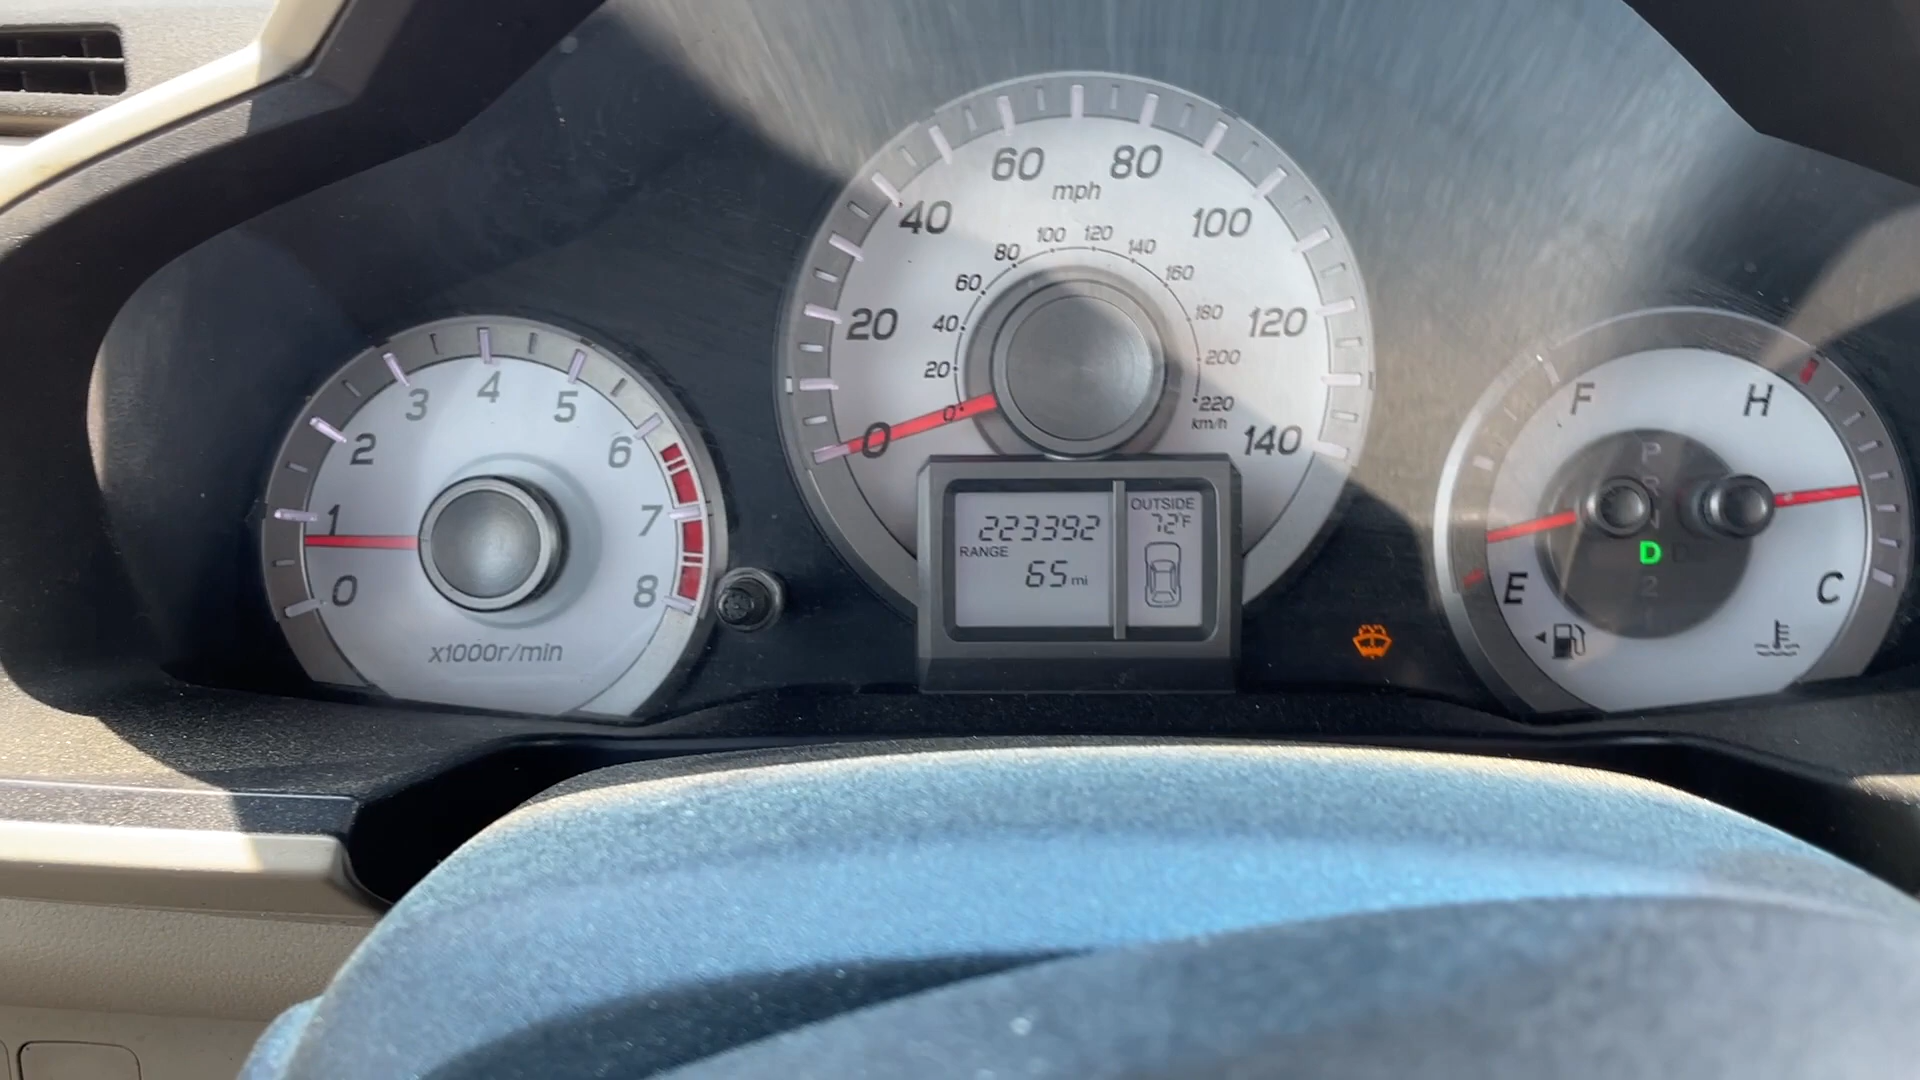 60 80
mph
40 100
20 120
0 140
80 100 120 140
60 160
40 180
20 200
0 220
km/h
0 1 2 3 4 5 6 7 8
x1000r/min
223392
RANGE
65 mi
OUTSIDE
72°F
F H
E C
P
R
N
D
2
1